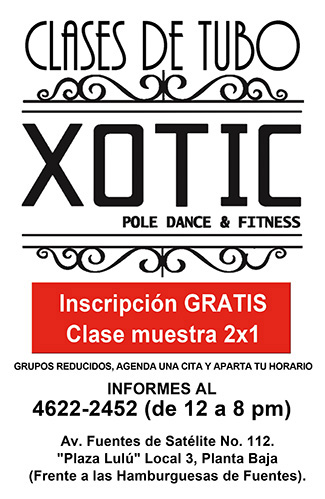 CLASES DE TUBO
XOTIC
POLE DANCE & FITNESS
Inscripción GRATIS
Clase muestra 2x1
GRUPOS REDUCIDOS, AGENDA UNA CITA Y APARTA TU HORARIO
INFORMES AL
4622-2452 (de 12 a 8 pm)
Av. Fuentes de Satélite No. 112.
"Plaza Lulú" Local 3, Planta Baja
(Frente a las Hamburguesas de Fuentes).